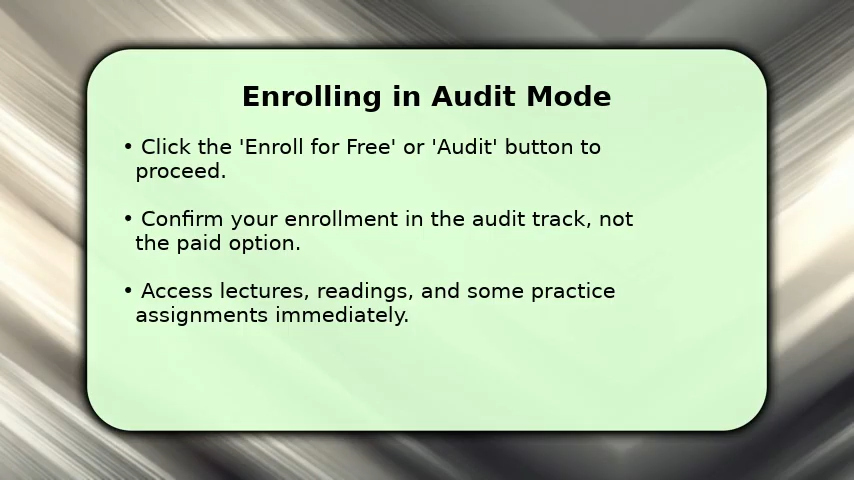 Enrolling in Audit Mode
• Click the 'Enroll for Free' or 'Audit' button to
proceed.
• Confirm your enrollment in the audit track, not
the paid option.
• Access lectures, readings, and some practice
assignments immediately.